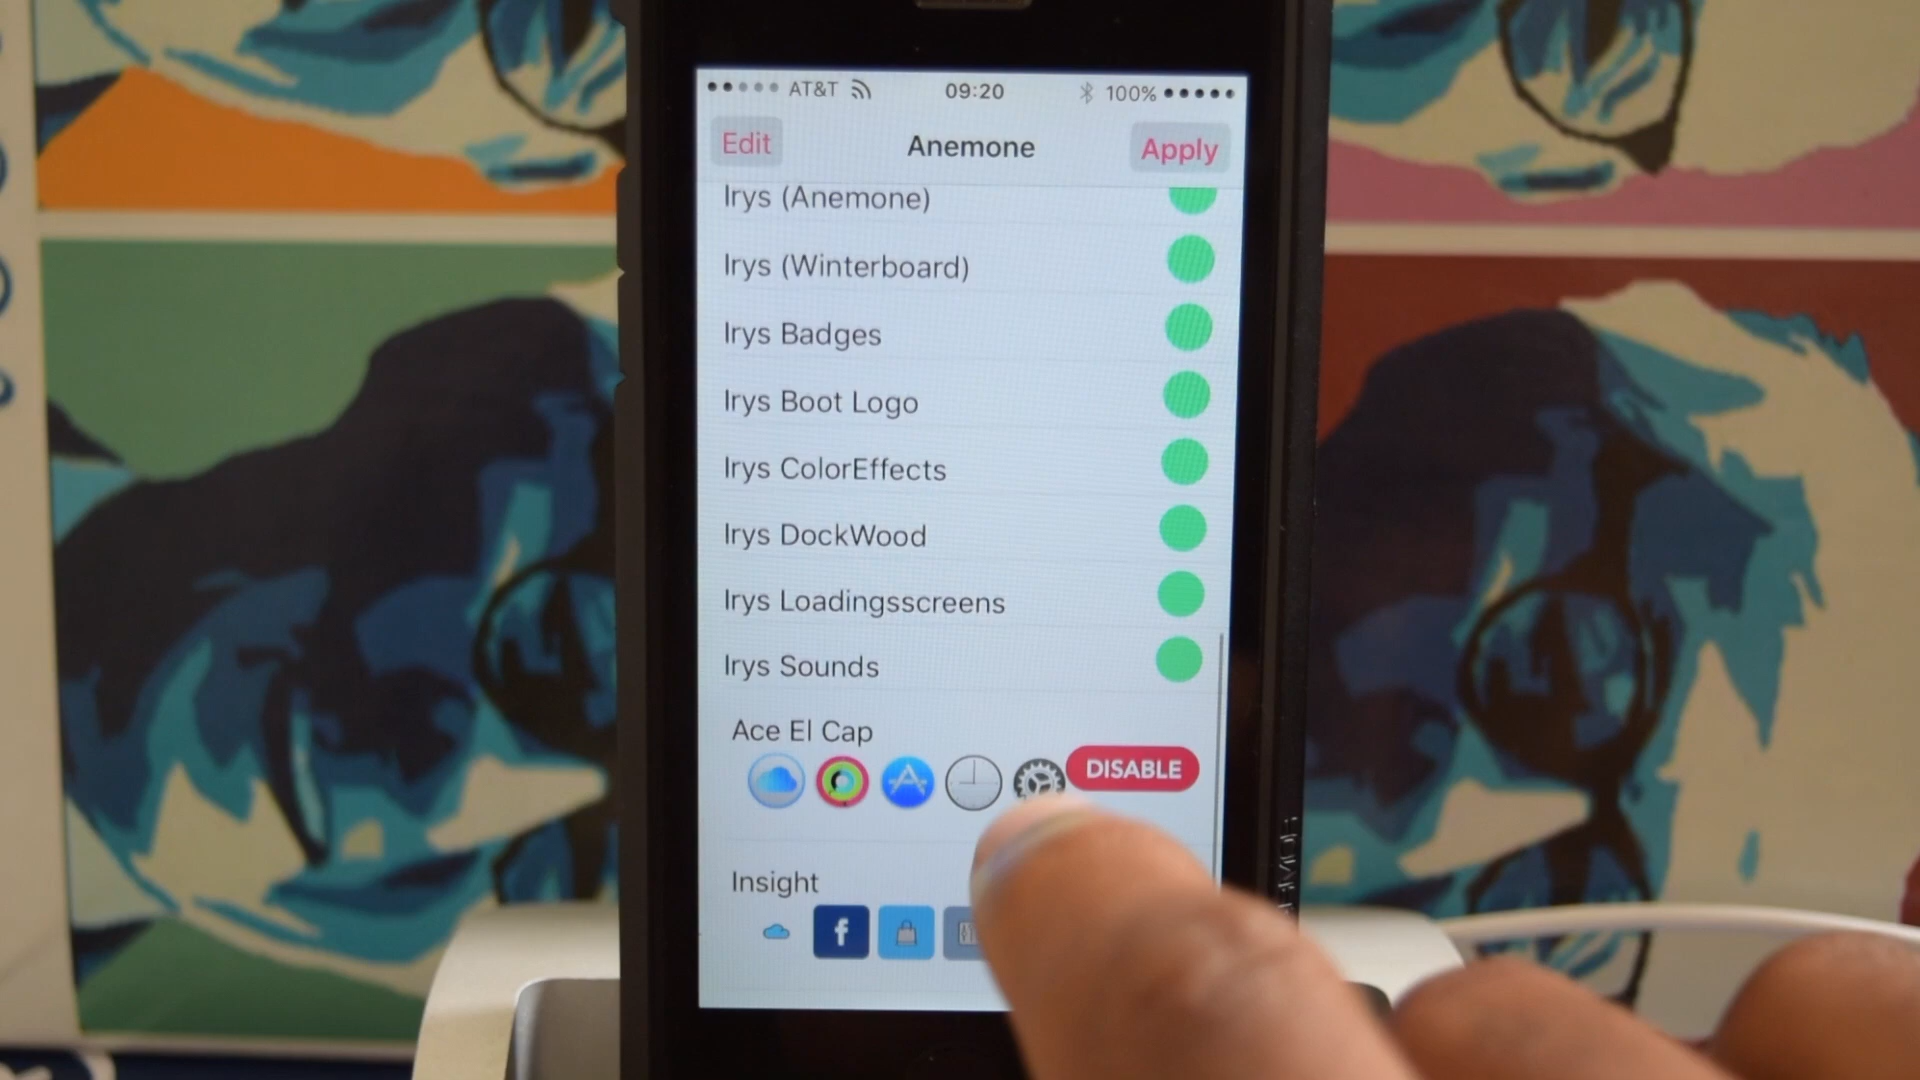 AT&T 09:20 100%
Edit Anemone Apply
Irys (Anemone)
Irys (Winterboard)
Irys Badges
Irys Boot Logo
Irys ColorEffects
Irys DockWood
Irys Loadingsscreens
Irys Sounds
Ace El Cap
DISABLE
Insight
f